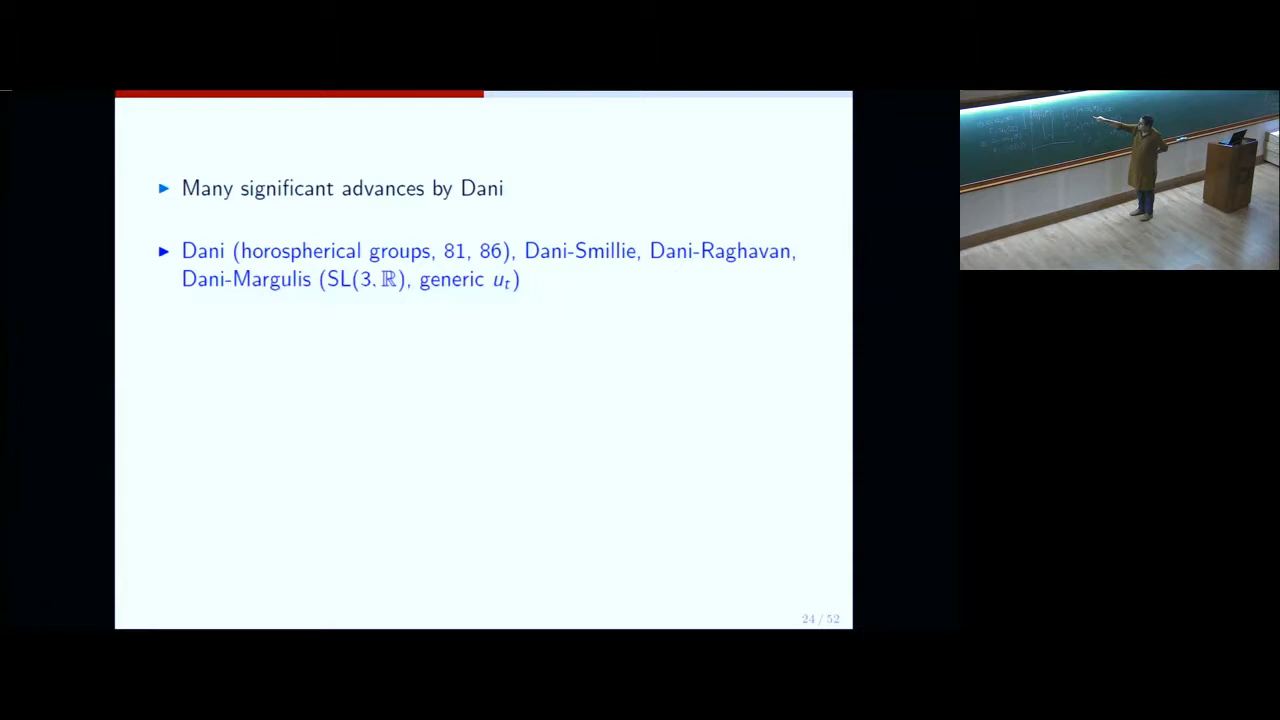 ▶ Many significant advances by Dani
▶ Dani (horospherical groups, 81, 86), Dani-Smillie, Dani-Raghavan,
Dani-Margulis (SL(3.ℝ), generic u_t)
24 / 52